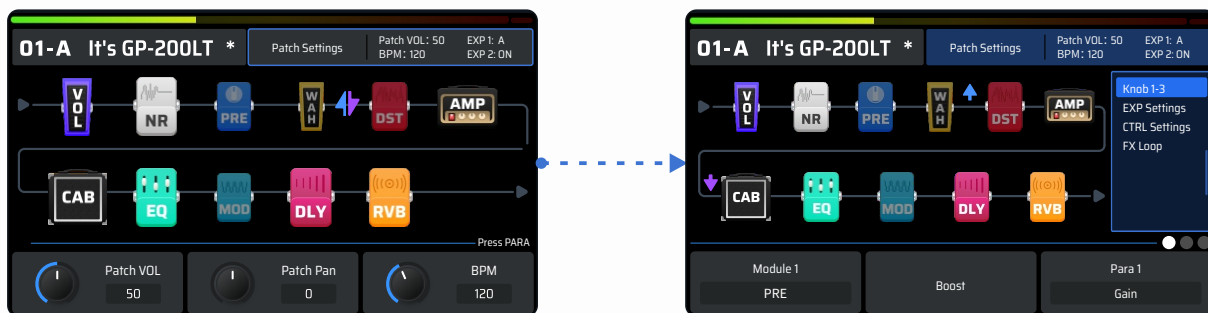 01-A It's GP-200LT *
Patch Settings
Patch VOL: 50 EXP 1: A
BPM: 120 EXP 2: ON
VOL
NR
PRE
WAH
DST
AMP
CAB
EQ
MOD
DLY
RVB
Press PARA
Patch VOL
50
Patch Pan
0
BPM
120
01-A It's GP-200LT *
Patch Settings
Patch VOL: 50 EXP 1: A
BPM: 120 EXP 2: ON
VOL
NR
PRE
WAH
DST
AMP
Knob 1-3
EXP Settings
CTRL Settings
FX Loop
CAB
EQ
MOD
DLY
RVB
Module 1
PRE
Boost
Para 1
Gain